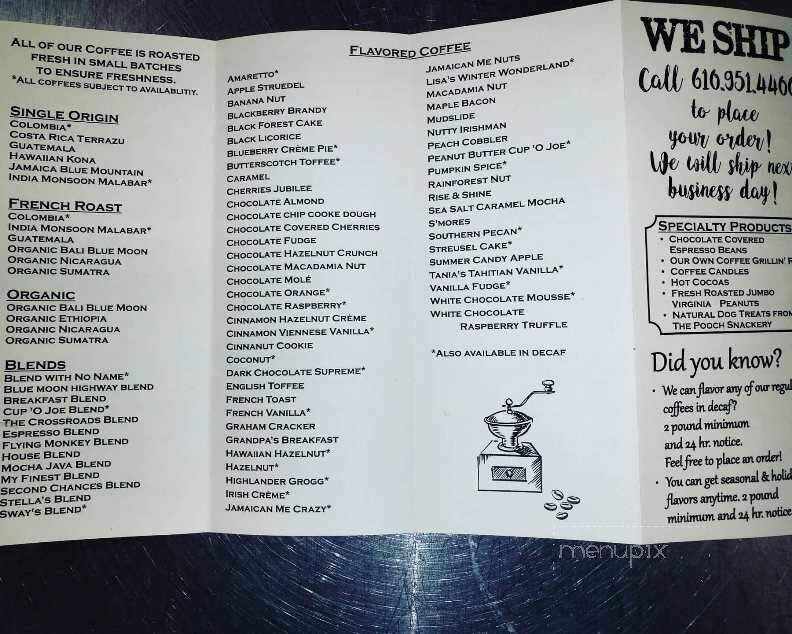 All of our Coffee is roasted
fresh in small batches
to ensure freshness.
*All coffees subject to availablitiy.
Single Origin
Colombia*
Costa Rica Terrazu
Guatemala
Hawaiian Kona
Jamaica Blue Mountain
India Monsoon Malabar*
French Roast
Colombia*
India Monsoon Malabar*
Guatemala
Organic Bali Blue Moon
Organic Nicaragua
Organic Sumatra
Organic
Organic Bali Blue Moon
Organic Ethiopia
Organic Nicaragua
Organic Sumatra
Blends
Blend with No Name*
Blue moon highway blend
Breakfast Blend
Cup 'O Joe Blend*
The Crossroads Blend
Espresso Blend
Flying Monkey Blend
House Blend
Mocha Java Blend
My Finest Blend
Second Chances Blend
Stella's Blend
Sway's Blend*
Flavored Coffee
Amaretto*
Apple Struedel
Banana Nut
Blackberry Brandy
Black Forest Cake
Black Licorice
Blueberry Crème Pie*
Butterscotch Toffee*
Caramel
Cherries Jubilee
Chocolate Almond
Chocolate chip cooke dough
Chocolate Covered Cherries
Chocolate Fudge
Chocolate Hazelnut Crunch
Chocolate Macadamia Nut
Chocolate Molé
Chocolate Orange*
Chocolate Raspberry*
Cinnamon Hazelnut Crème
Cinnamon Viennese Vanilla*
Cinnanut Cookie
Coconut*
Dark Chocolate Supreme*
English Toffee
French Toast
French Vanilla*
Graham Cracker
Grandpa's Breakfast
Hawaiian Hazelnut*
Hazelnut*
Highlander Grogg*
Irish Crème*
Jamaican Me Crazy*
Jamaican Me Nuts
Lisa's Winter Wonderland*
Macadamia Nut
Maple Bacon
Mudslide
Nutty Irishman
Peach Cobbler
Peanut Butter Cup 'O Joe*
Pumpkin Spice*
Rainforest Nut
Rise & Shine
Sea Salt Caramel Mocha
S'mores
Southern Pecan*
Streusel Cake*
Summer Candy Apple
Tania's Tahitian Vanilla*
Vanilla Fudge*
White Chocolate Mousse*
White Chocolate
Raspberry Truffle
*Also available in decaf
WE SHIP
Call 610.951.4400
to place
your order!
We will ship next
business day!
Specialty Products
• Chocolate Covered
Espresso Beans
• Our Own Coffee Grillin' R
• Coffee Candles
• Hot Cocoas
• Fresh Roasted Jumbo
Virginia Peanuts
• Natural Dog Treats from
The Pooch Snackery
Did you know?
• We can flavor any of our regul
coffees in decaf?
2 pound minimum
and 24 hr. notice.
Feel free to place an order!
• You can get seasonal & holid
flavors anytime. 2 pound
minimum and 24 hr. notice
menupix